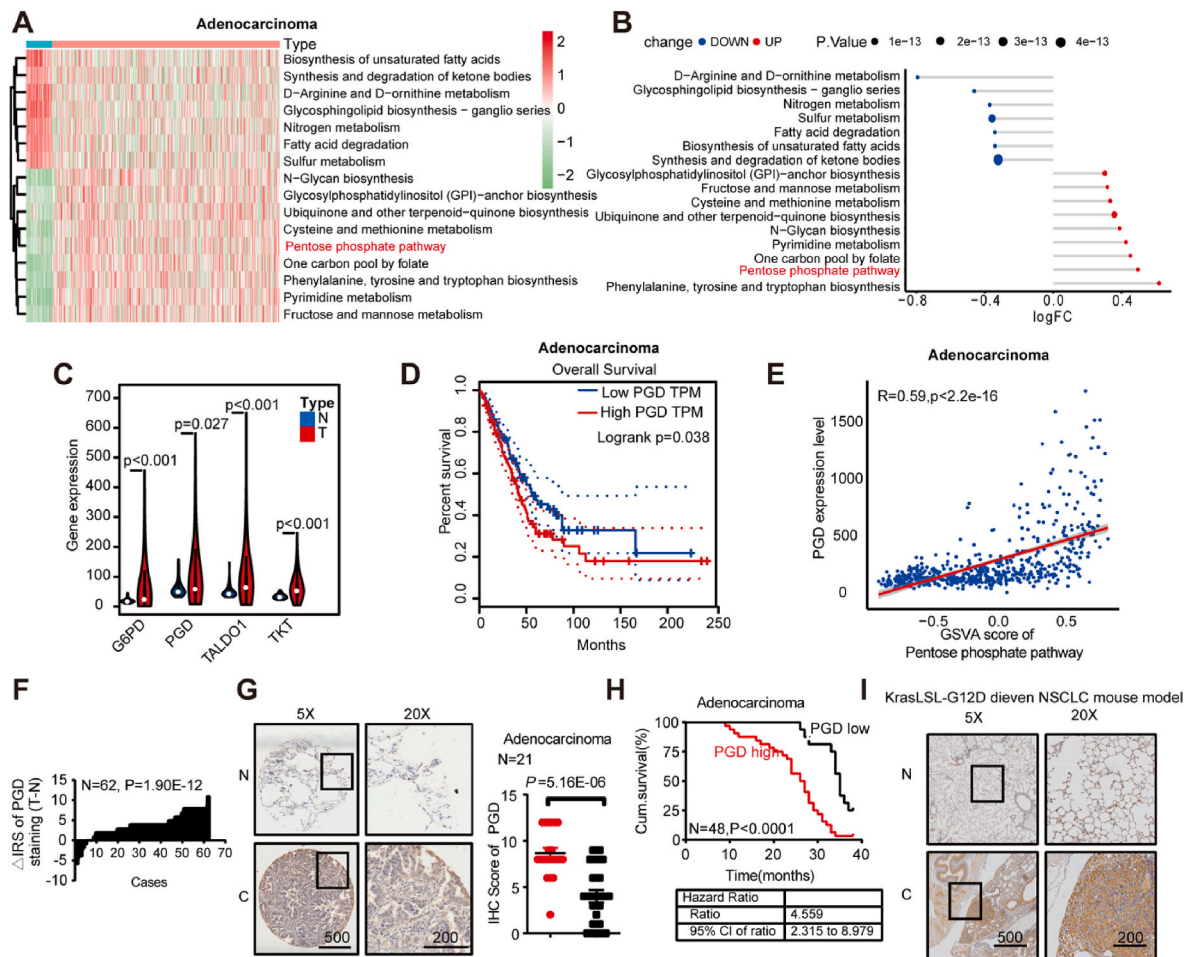 A
Adenocarcinoma
Type
Biosynthesis of unsaturated fatty acids
Synthesis and degradation of ketone bodies
D-Arginine and D-ornithine metabolism
Glycosphingolipid biosynthesis - ganglio series
Nitrogen metabolism
Fatty acid degradation
Sulfur metabolism
N-Glycan biosynthesis
Glycosylphosphatidylinositol (GPI)-anchor biosynthesis
Ubiquinone and other terpenoid-quinone biosynthesis
Cysteine and methionine metabolism
Pentose phosphate pathway
One carbon pool by folate
Phenylalanine, tyrosine and tryptophan biosynthesis
Pyrimidine metabolism
Fructose and mannose metabolism
2
1
0
−1
−2
B
change DOWN UP P.Value 1e-13 2e-13 3e-13 4e-13
D-Arginine and D-ornithine metabolism
Glycosphingolipid biosynthesis - ganglio series
Nitrogen metabolism
Sulfur metabolism
Fatty acid degradation
Biosynthesis of unsaturated fatty acids
Synthesis and degradation of ketone bodies
Glycosylphosphatidylinositol (GPI)-anchor biosynthesis
Fructose and mannose metabolism
Cysteine and methionine metabolism
Ubiquinone and other terpenoid-quinone biosynthesis
N-Glycan biosynthesis
Pyrimidine metabolism
One carbon pool by folate
Pentose phosphate pathway
Phenylalanine, tyrosine and tryptophan biosynthesis
−0.8 −0.4 0.0 0.4
logFC
C
Gene expression
700
600
500
400
300
200
100
0
p<0.001
p=0.027
p<0.001
p<0.001
Type
N
T
G6PD PGD TALDO1 TKT
D
Adenocarcinoma
Overall Survival
Low PGD TPM
High PGD TPM
Logrank p=0.038
Percent survival
1.0
0.8
0.6
0.4
0.2
0.0
0 50 100 150 200 250
Months
E
Adenocarcinoma
R=0.59,p<2.2e-16
PGD expression level
1500
1000
500
0
−0.5 0.0 0.5
GSVA score of
Pentose phosphate pathway
F
△IRS of PGD
staining (T-N)
15
10
5
0
-5
-10
N=62, P=1.90E-12
10 20 30 40 50 60 70
Cases
G
5X 20X
N
C
500
200
Adenocarcinoma
N=21
P=5.16E-06
IHC Score of PGD
15
10
5
0
H
Adenocarcinoma
PGD low
PGD high
N=48,P<0.0001
Cum.survival(%)
100
75
50
25
0
0 10 20 30 40
Time(months)
Hazard Ratio
Ratio 4.559
95% CI of ratio 2.315 to 8.979
I
KrasLSL-G12D dieven NSCLC mouse model
5X 20X
N
C
500
200